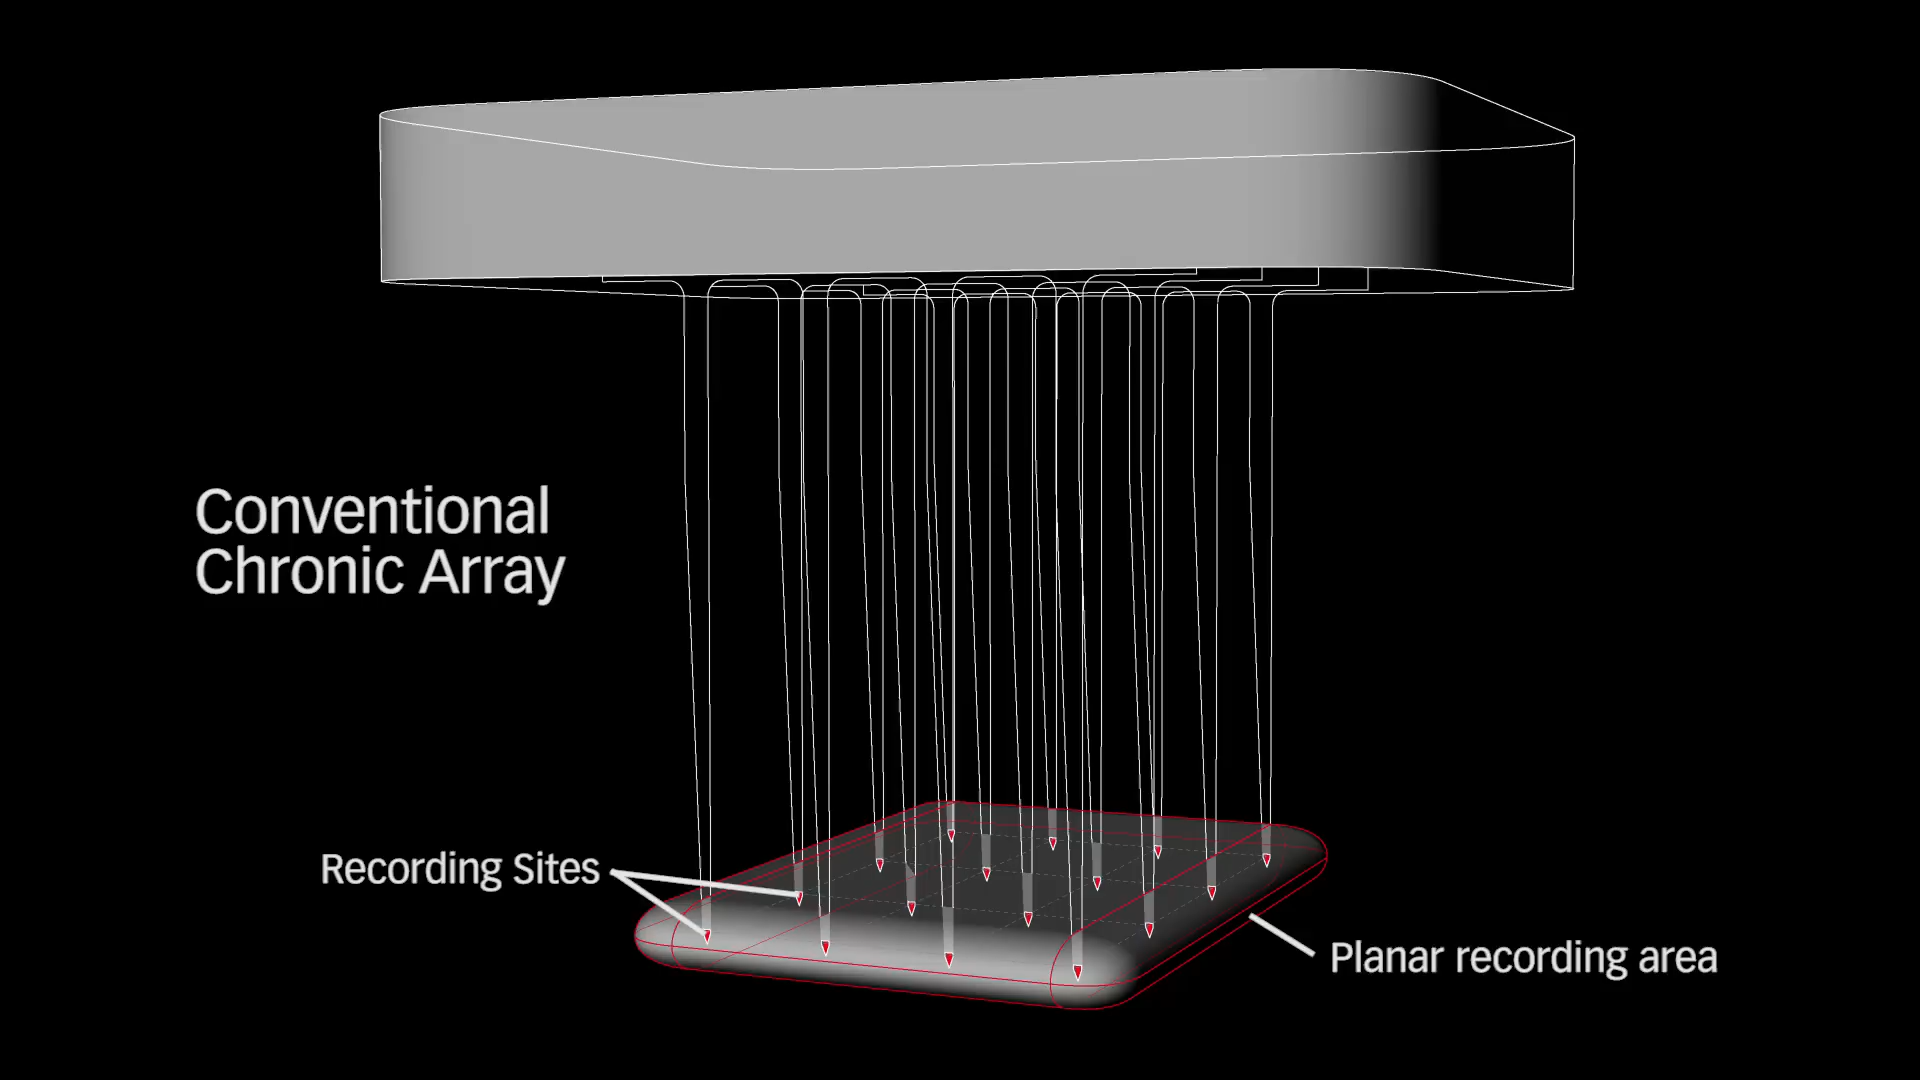 Conventional
Chronic Array
Recording Sites
Planar recording area